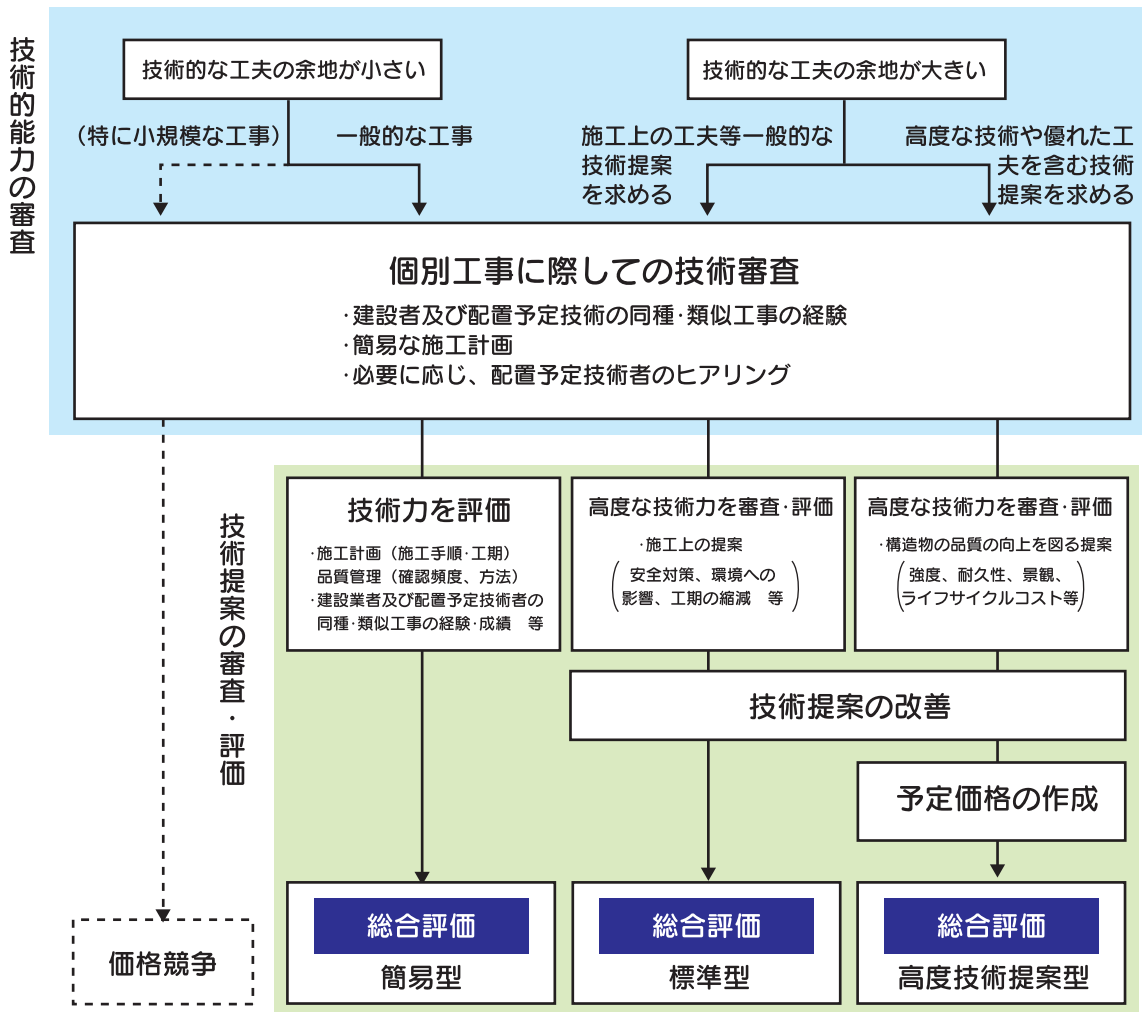 技術的能力の審査
技術的な工夫の余地が小さい
技術的な工夫の余地が大きい
（特に小規模な工事）
一般的な工事
施工上の工夫等一般的な
技術提案
を求める
高度な技術や優れた工
夫を含む技術
提案を求める
個別工事に際しての技術審査
・建設者及び配置予定技術の同種・類似工事の経験
・簡易な施工計画
・必要に応じ、配置予定技術者のヒアリング
技術提案の審査・評価
技術力を評価
・施工計画（施工手順・工期）
品質管理（確認頻度、方法）
・建設業者及び配置予定技術者の
同種・類似工事の経験・成績　等
高度な技術力を審査・評価
・施工上の提案
（安全対策、環境への
影響、工期の縮減　等）
高度な技術力を審査・評価
・構造物の品質の向上を図る提案
（強度、耐久性、景観、
ライフサイクルコスト等）
技術提案の改善
予定価格の作成
価格競争
総合評価
簡易型
総合評価
標準型
総合評価
高度技術提案型